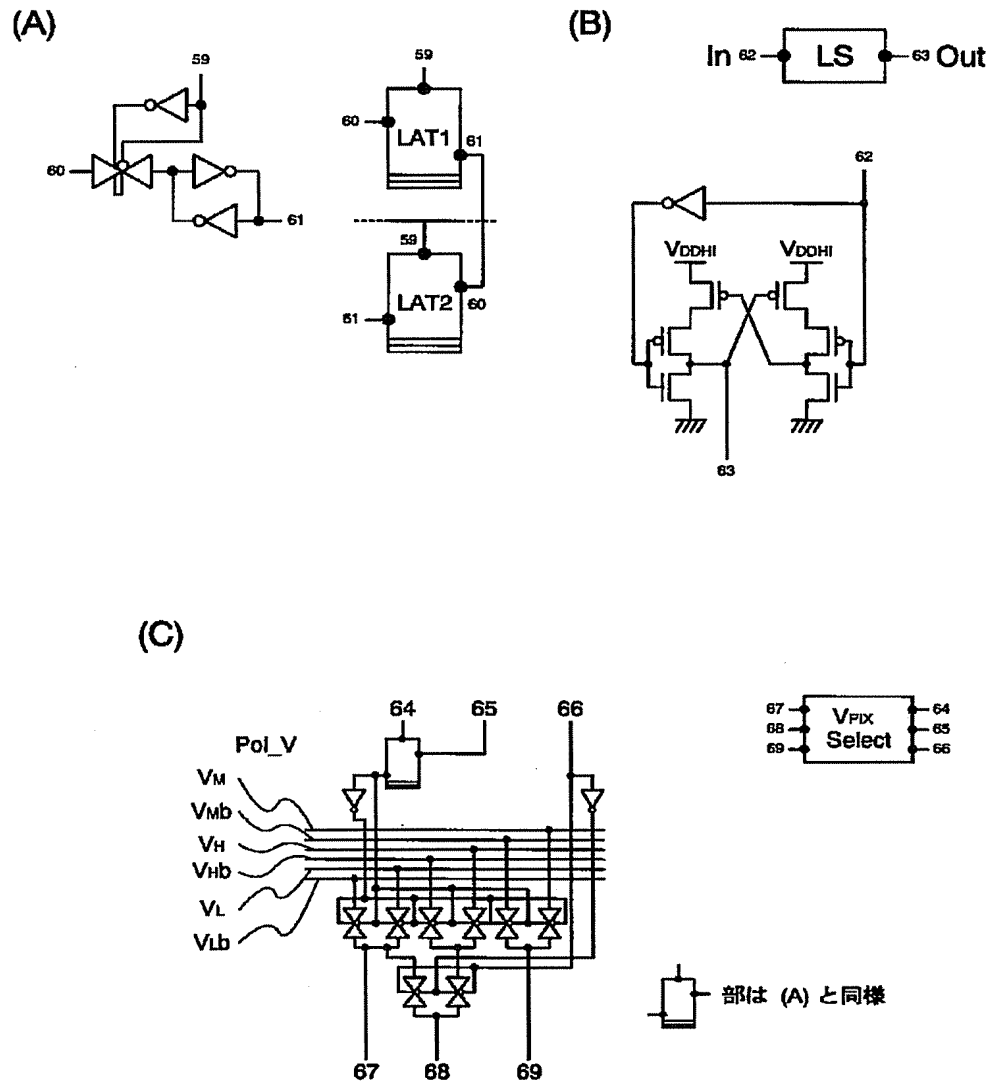 (A)
59
60
61
59
60
LAT1
61
59
LAT2
60
61
(B)
In 62 LS 63 Out
62
VDDHI VDDHI
63
(C)
64 65 66
Pol_V
VM
VMb
VH
VHb
VL
VLb
67 68 69
67 VPIX Select 64
68 65
69 66
部は (A) と同様